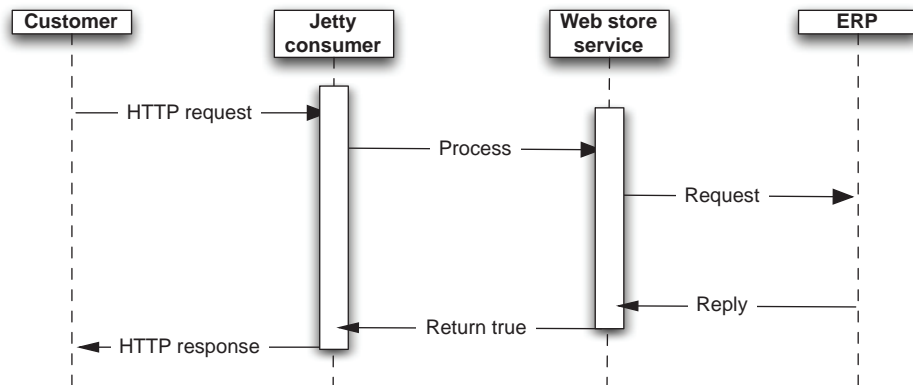 Customer
Jetty
consumer
Web store
service
ERP
HTTP request
Process
Request
Reply
Return true
HTTP response